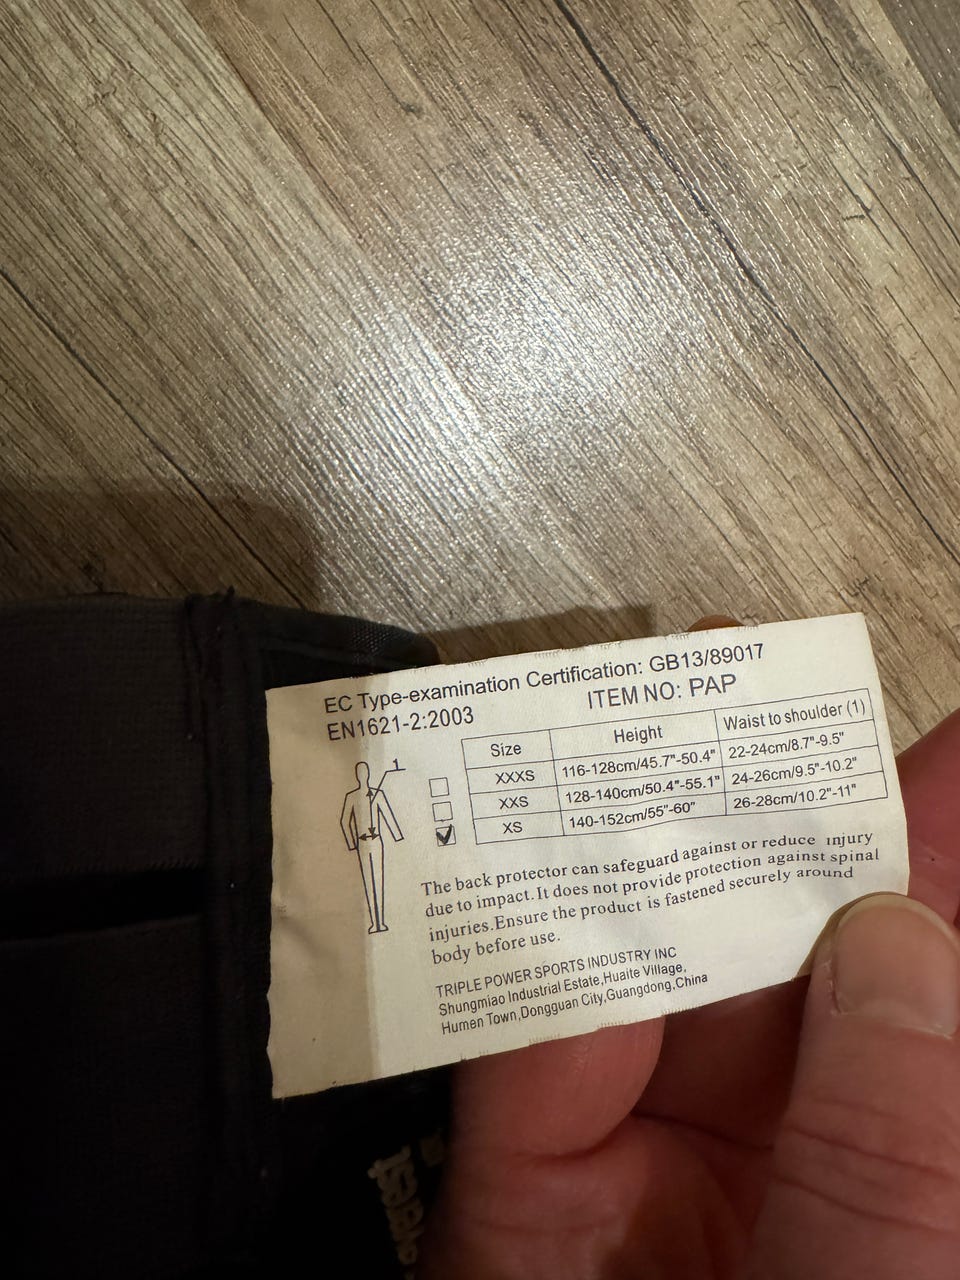 EC Type-examination Certification: GB13/89017
EN1621-2:2003
ITEM NO: PAP
1
Size Height Waist to shoulder (1)
XXXS 116-128cm/45.7"-50.4" 22-24cm/8.7"-9.5"
XXS 128-140cm/50.4"-55.1" 24-26cm/9.5"-10.2"
XS 140-152cm/55"-60" 26-28cm/10.2"-11"
The back protector can safeguard against or reduce injury
due to impact.It does not provide protection against spinal
injuries.Ensure the product is fastened securely around
body before use.
TRIPLE POWER SPORTS INDUSTRY INC
Shungmiao Industrial Estate,Huaite Village,
Humen Town,Dongguan City,Guangdong,China